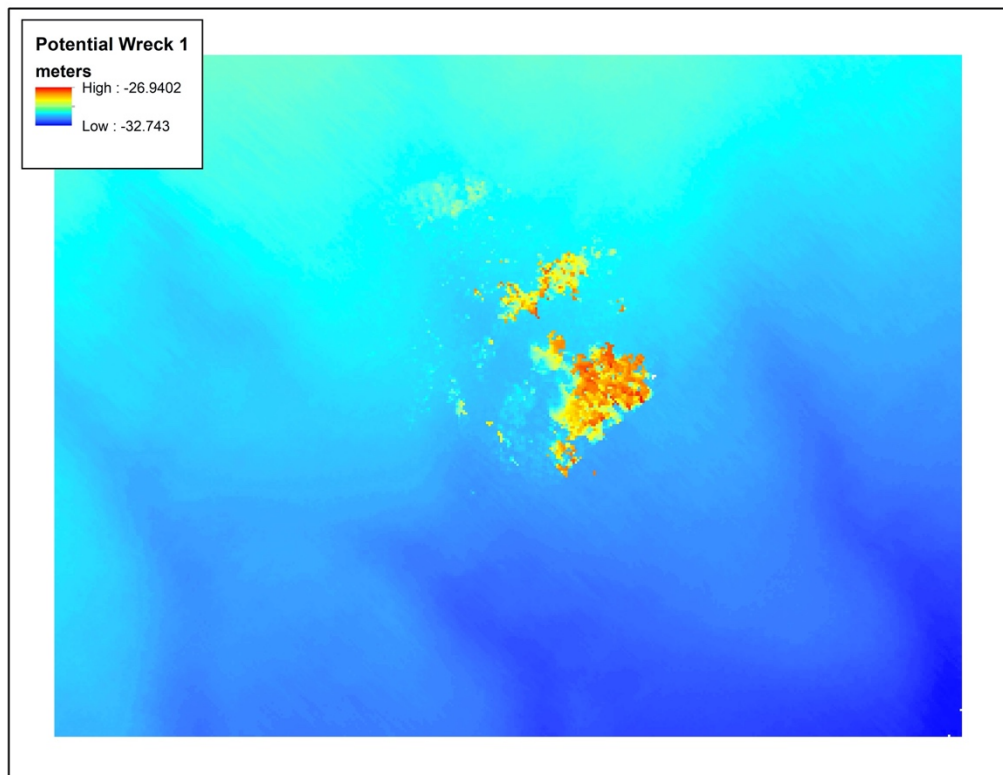 Potential Wreck 1
meters
High : -26.9402
Low : -32.743